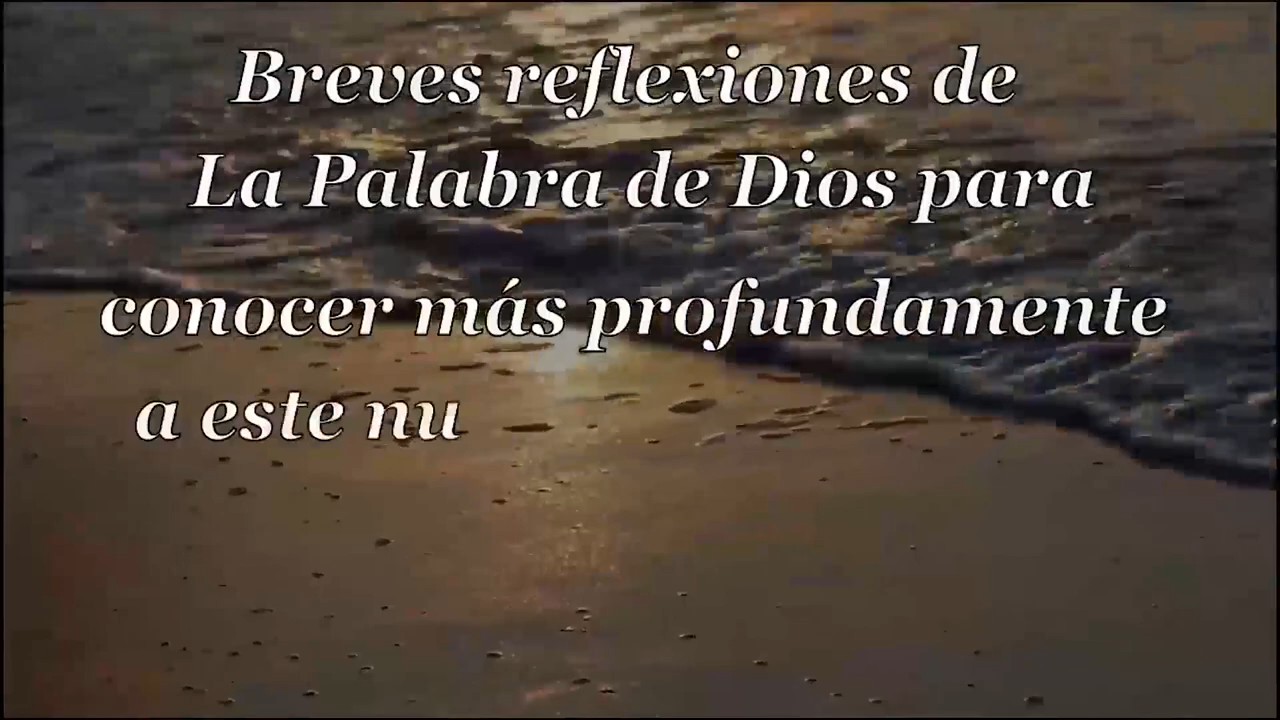 Breves reflexiones de
La Palabra de Dios para
conocer más profundamente
a este nu